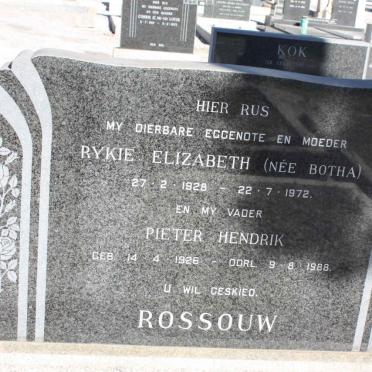 KOK
HIER RUS
MY DIERBARE EGGENOTE EN MOEDER
RYKIE ELIZABETH (NÉE BOTHA)
27-2-1928 - 22-7-1972.
EN MY VADER
PIETER HENDRIK
GEB. 14-4-1926 - OORL. 9-8-1988.
U WIL GESKIED.
ROSSOUW